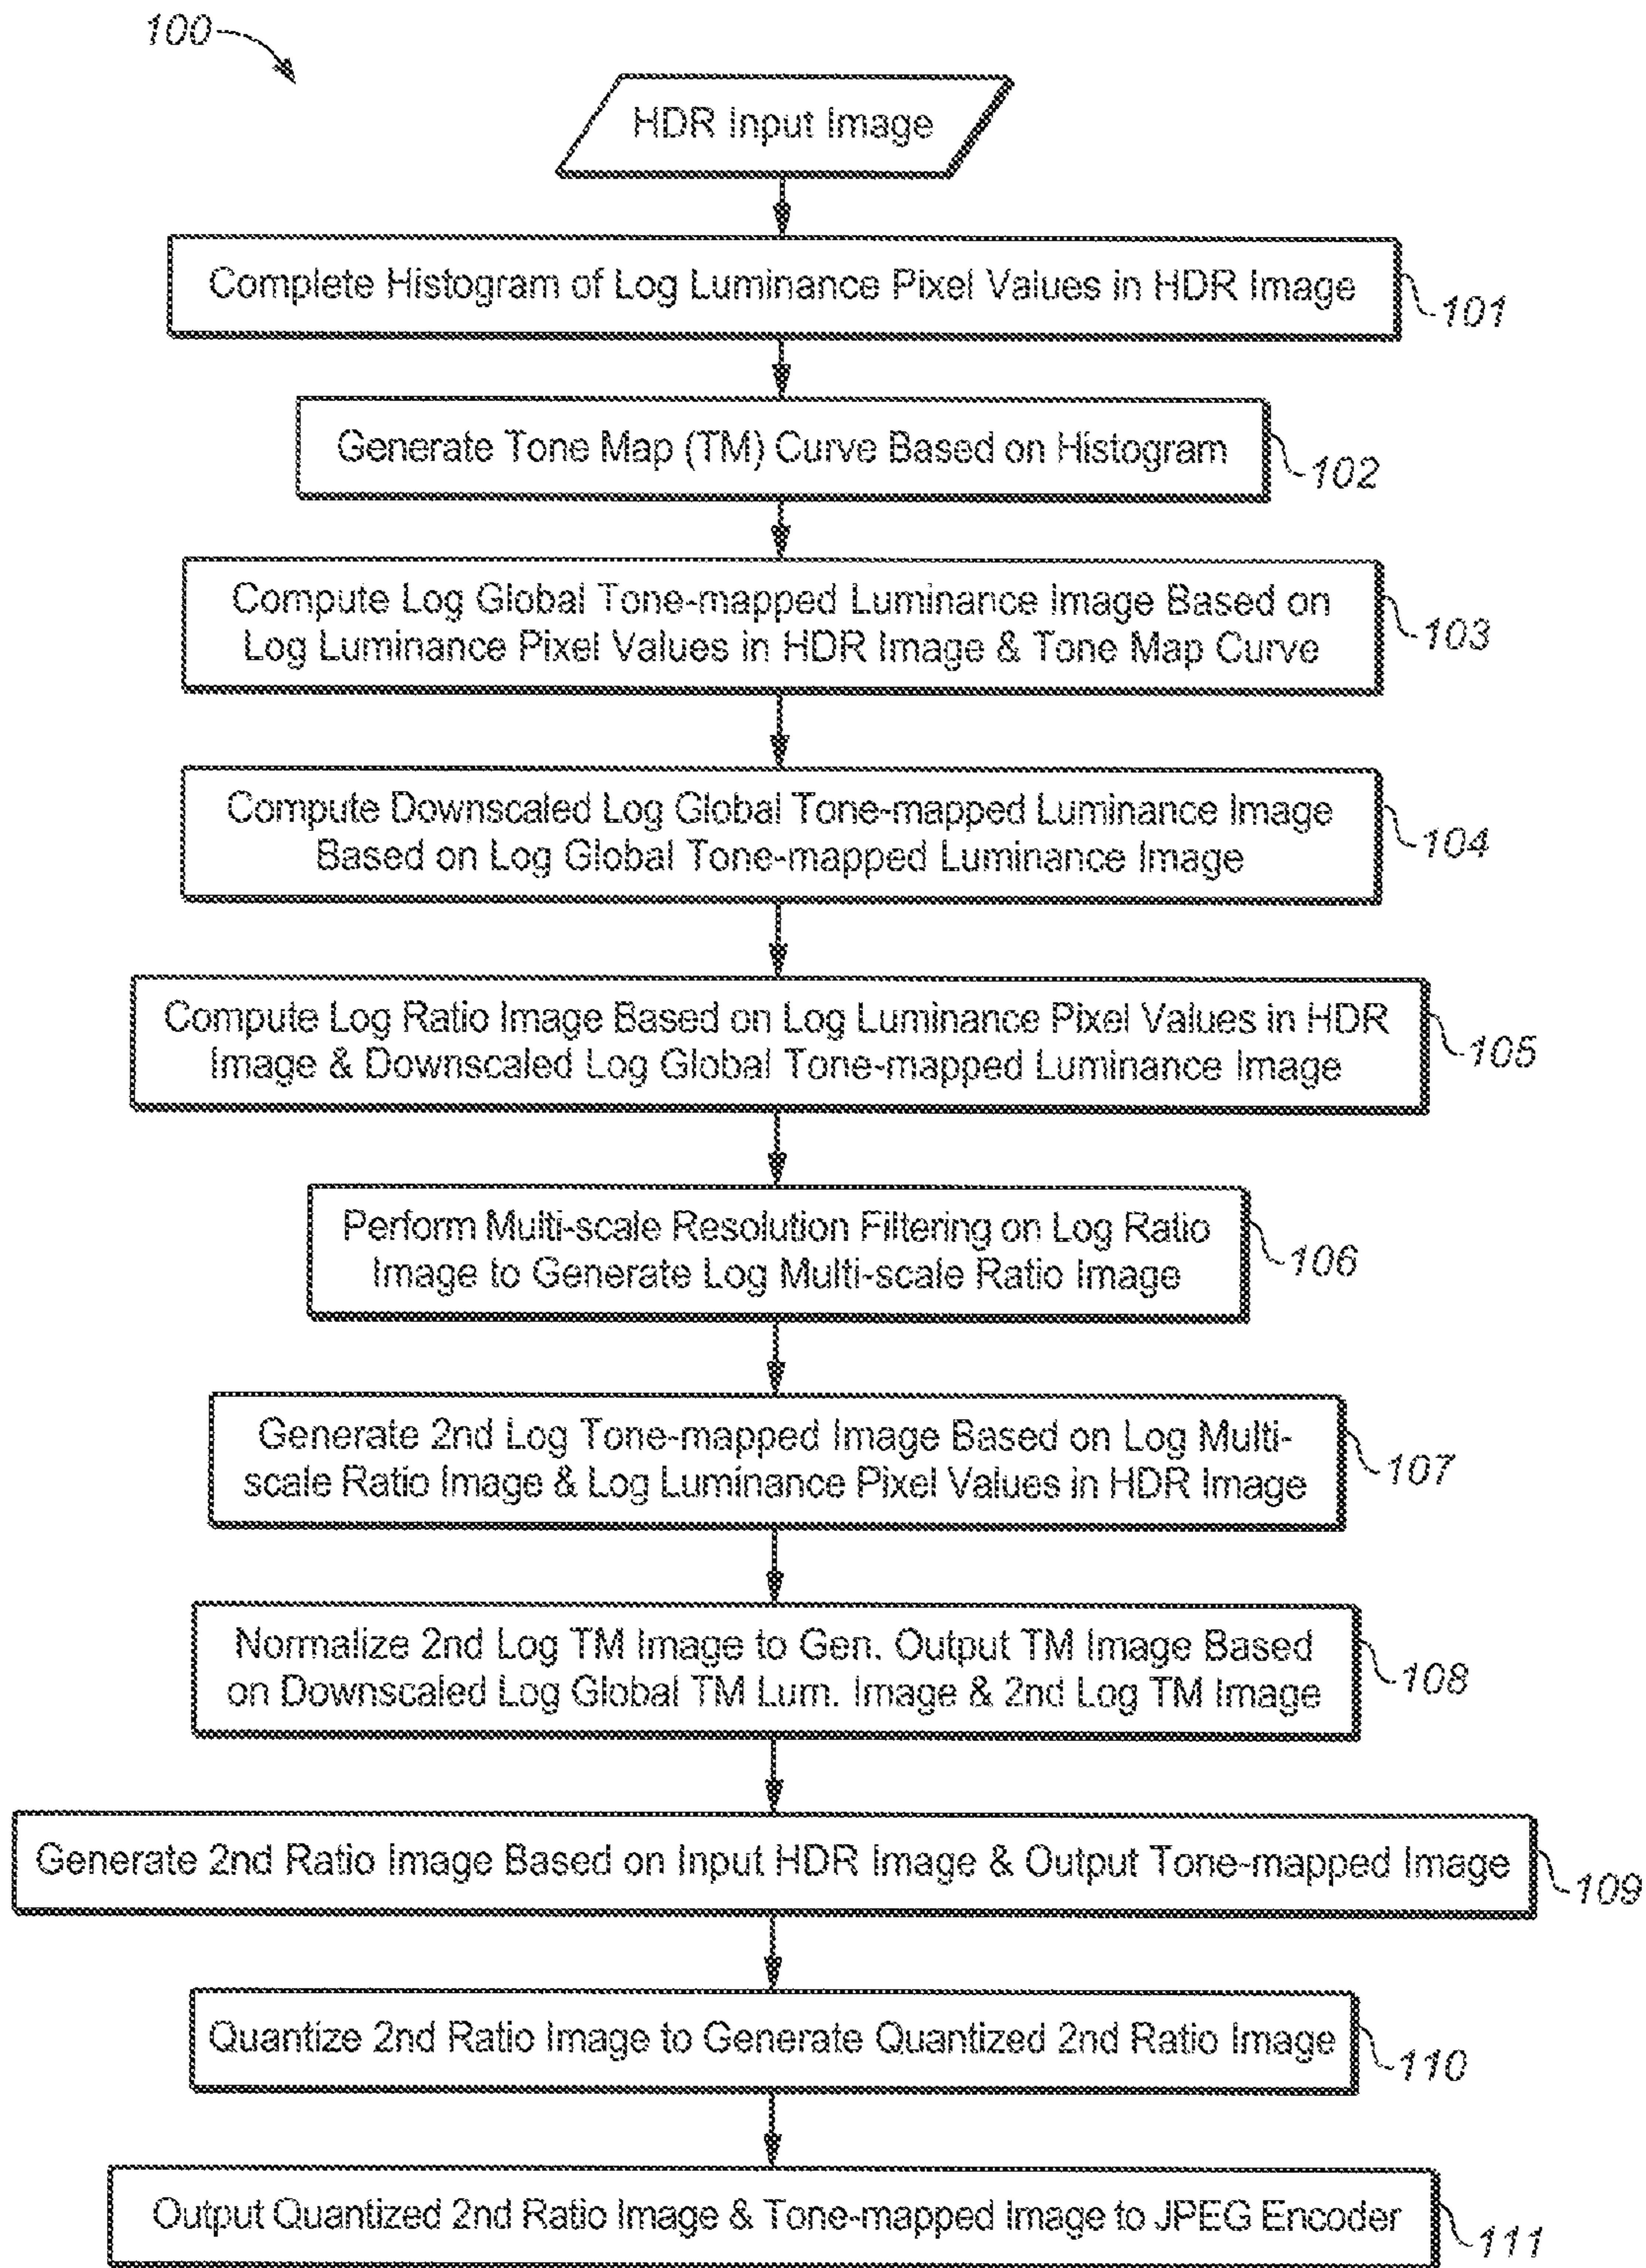 100
HDR Input Image
Complete Histogram of Log Luminance Pixel Values in HDR Image
101
Generate Tone Map (TM) Curve Based on Histogram
102
Compute Log Global Tone-mapped Luminance Image Based on
Log Luminance Pixel Values in HDR Image & Tone Map Curve
103
Compute Downscaled Log Global Tone-mapped Luminance Image
Based on Log Global Tone-mapped Luminance Image
104
Compute Log Ratio Image Based on Log Luminance Pixel Values in HDR
Image & Downscaled Log Global Tone-mapped Luminance Image
105
Perform Multi-scale Resolution Filtering on Log Ratio
Image to Generate Log Multi-scale Ratio Image
106
Generate 2nd Log Tone-mapped Image Based on Log Multi-
scale Ratio Image & Log Luminance Pixel Values in HDR Image
107
Normalize 2nd Log TM Image to Gen. Output TM Image Based
on Downscaled Log Global TM Lum. Image & 2nd Log TM Image
108
Generate 2nd Ratio Image Based on Input HDR Image & Output Tone-mapped Image
109
Quantize 2nd Ratio Image to Generate Quantized 2nd Ratio Image
110
Output Quantized 2nd Ratio Image & Tone-mapped Image to JPEG Encoder
111